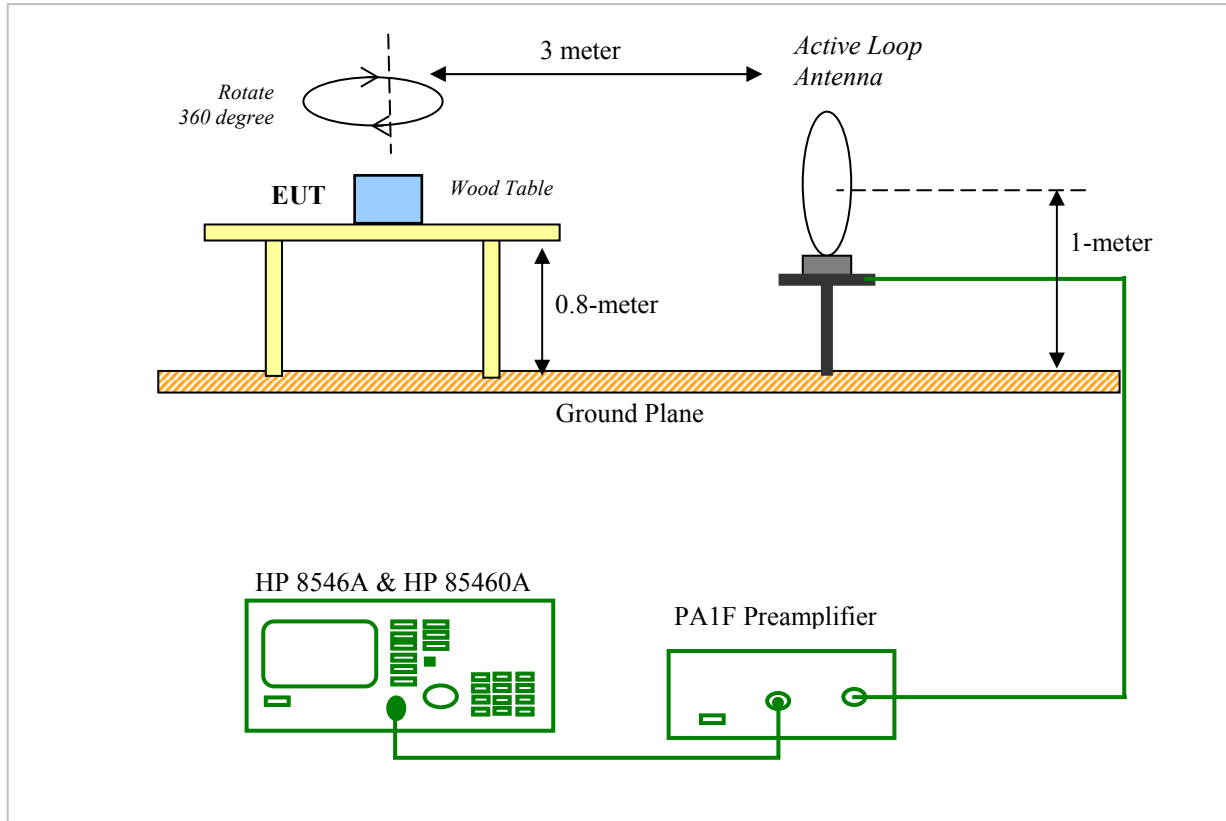 3 meter
Active Loop
Antenna
Rotate
360 degree
EUT
Wood Table
1-meter
0.8-meter
Ground Plane
HP 8546A & HP 85460A
PA1F Preamplifier